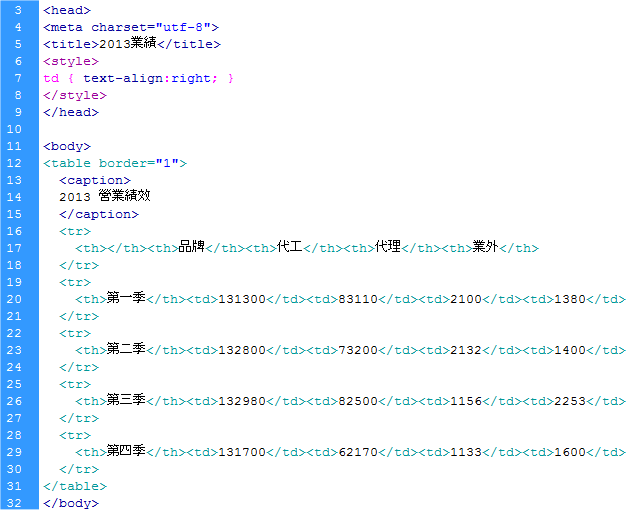 3 <head>
4 <meta charset="utf-8">
5 <title>2013業績</title>
6 <style>
7 td { text-align:right; }
8 </style>
9 </head>
10
11 <body>
12 <table border="1">
13 <caption>
14 2013 營業績效
15 </caption>
16 <tr>
17 <th></th><th>品牌</th><th>代工</th><th>代理</th><th>業外</th>
18 </tr>
19 <tr>
20 <th>第一季</th><td>131300</td><td>83110</td><td>2100</td><td>1380</td>
21 </tr>
22 <tr>
23 <th>第二季</th><td>132800</td><td>73200</td><td>2132</td><td>1400</td>
24 </tr>
25 <tr>
26 <th>第三季</th><td>132980</td><td>82500</td><td>1156</td><td>2253</td>
27 </tr>
28 <tr>
29 <th>第四季</th><td>131700</td><td>62170</td><td>1133</td><td>1600</td>
30 </tr>
31 </table>
32 </body>